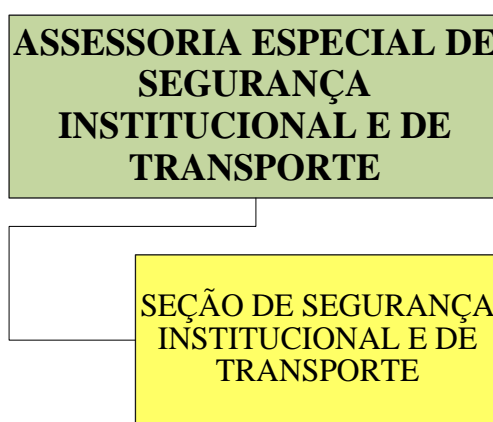 ASSESSORIA ESPECIAL DE
SEGURANÇA
INSTITUCIONAL E DE
TRANSPORTE
SEÇÃO DE SEGURANÇA
INSTITUCIONAL E DE
TRANSPORTE